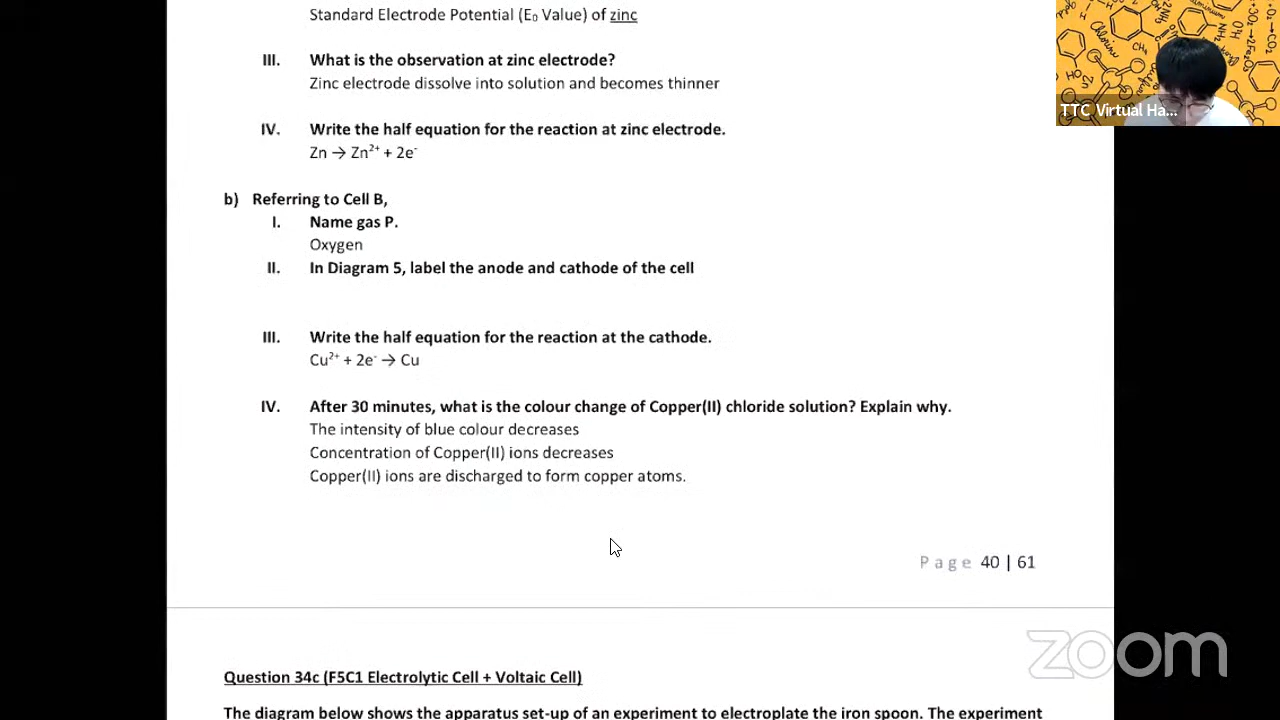 Standard Electrode Potential (E₀ Value) of zinc
III. What is the observation at zinc electrode?
Zinc electrode dissolve into solution and becomes thinner
IV. Write the half equation for the reaction at zinc electrode.
Zn → Zn²⁺ + 2e⁻
b) Referring to Cell B,
I. Name gas P.
Oxygen
II. In Diagram 5, label the anode and cathode of the cell
III. Write the half equation for the reaction at the cathode.
Cu²⁺ + 2e⁻ → Cu
IV. After 30 minutes, what is the colour change of Copper(II) chloride solution? Explain why.
The intensity of blue colour decreases
Concentration of Copper(II) ions decreases
Copper(II) ions are discharged to form copper atoms.
Page 40 | 61
Question 34c (F5C1 Electrolytic Cell + Voltaic Cell)
The diagram below shows the apparatus set-up of an experiment to electroplate the iron spoon. The experiment
TTC Virtual Ha...
zoom